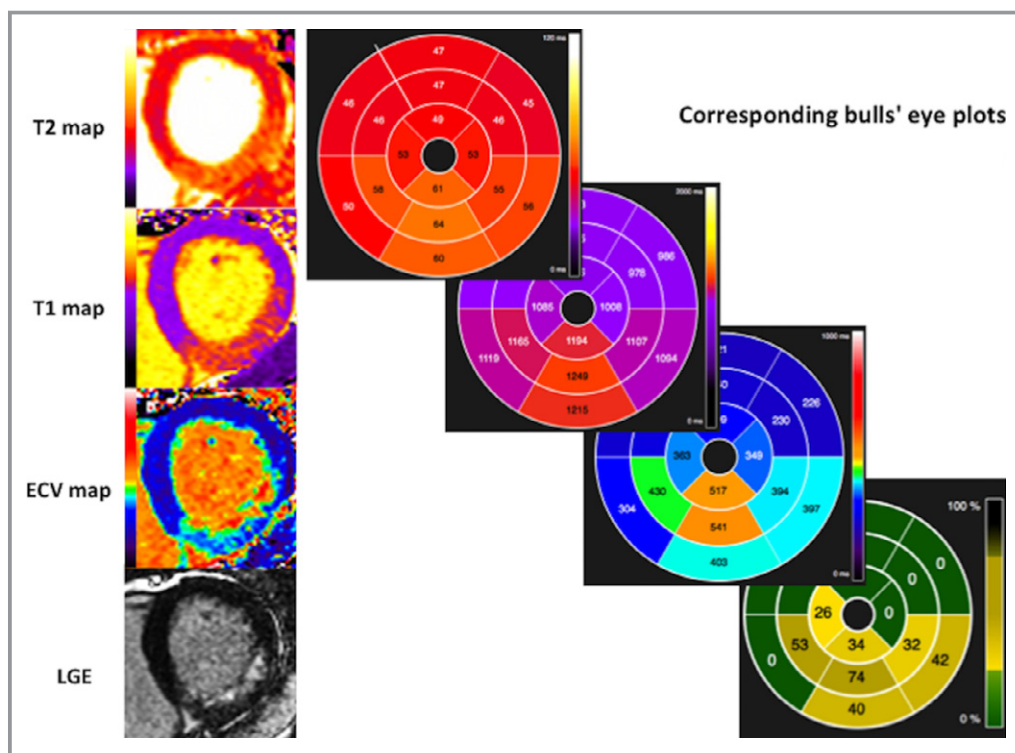 T2 map
T1 map
ECV map
LGE
Corresponding bulls' eye plots
120 ms
47
46 47 45
46 49 46
53 53
58 61 55
50 64 56
60
0 ms
2000 ms
986
978
1085 1008
1165 1194 1107
1119 1249 1094
1215
0 ms
1000 ms
226
230
363 349
430 517 394
304 541 397
403
0 ms
100 %
0
0
26 0
53 34 32
0 74 42
40
0 %